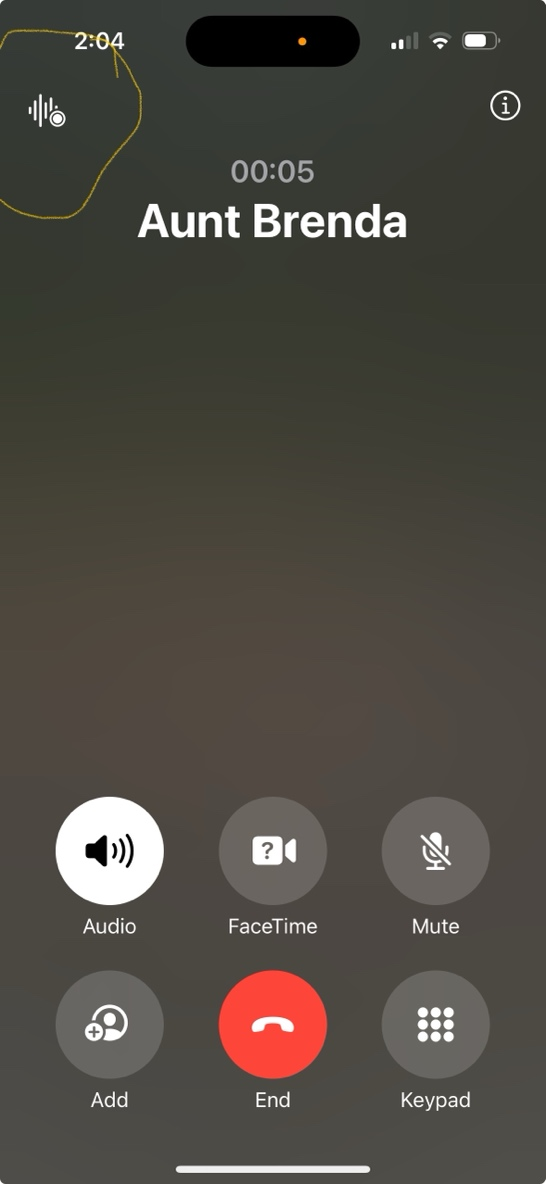 2:04
00:05
Aunt Brenda
Audio
FaceTime
Mute
Add
End
Keypad